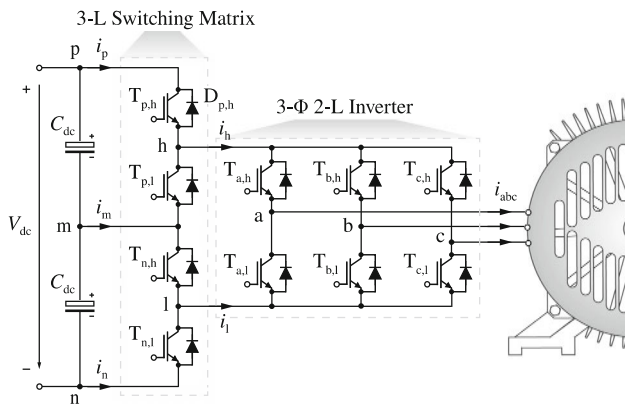 3-L Switching Matrix
p
i_p
+
T_p,h
D_p,h
3-Φ 2-L Inverter
C_dc
+
−
h
i_h
T_p,l
T_a,h
T_b,h
T_c,h
i_abc
V_dc
m
i_m
a
b
c
C_dc
+
−
T_n,h
T_a,l
T_b,l
T_c,l
l
i_l
T_n,l
−
i_n
n